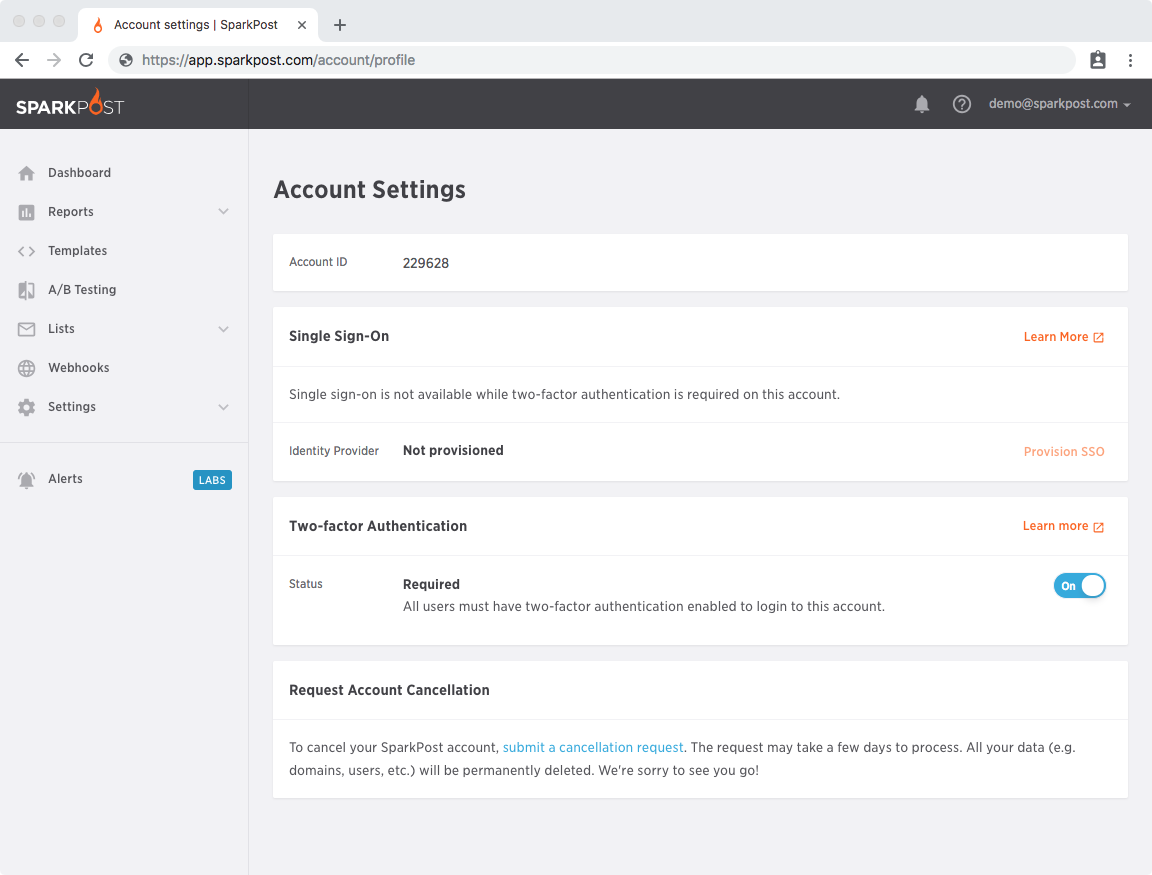 Account settings | SparkPost
https://app.sparkpost.com/account/profile
SPARKPOST
demo@sparkpost.com
Dashboard
Reports
Templates
A/B Testing
Lists
Webhooks
Settings
Alerts
LABS
Account Settings
Account ID
229628
Single Sign-On
Learn More
Single sign-on is not available while two-factor authentication is required on this account.
Identity Provider
Not provisioned
Provision SSO
Two-factor Authentication
Learn more
Status
Required
On
All users must have two-factor authentication enabled to login to this account.
Request Account Cancellation
To cancel your SparkPost account, submit a cancellation request. The request may take a few days to process. All your data (e.g.
domains, users, etc.) will be permanently deleted. We're sorry to see you go!